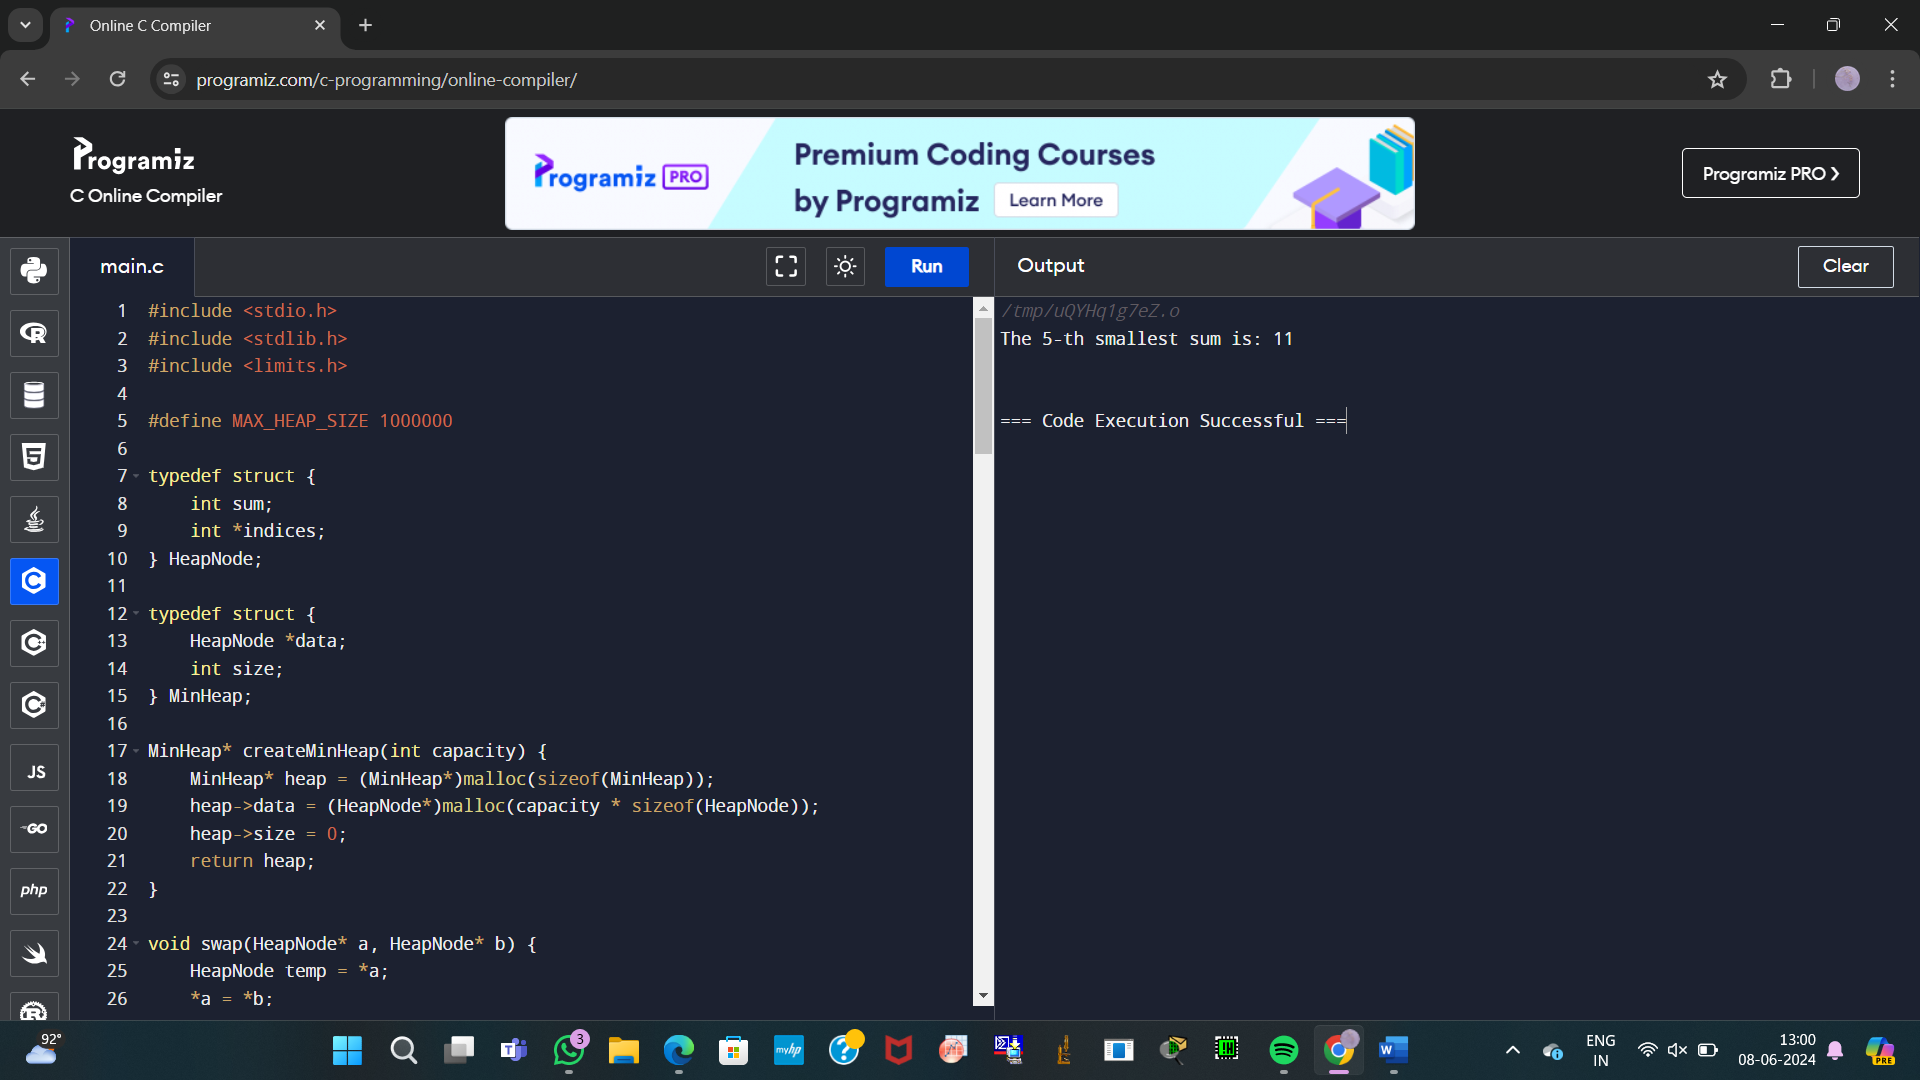 Online C Compiler
programiz.com/c-programming/online-compiler/
Programiz
C Online Compiler
Programiz PRO
Premium Coding Courses
by Programiz
Learn More
Programiz PRO ❯
main.c
Run
Output
Clear
1 #include <stdio.h>
2 #include <stdlib.h>
3 #include <limits.h>
4
5 #define MAX_HEAP_SIZE 1000000
6
7 typedef struct {
8 int sum;
9 int *indices;
10 } HeapNode;
11
12 typedef struct {
13 HeapNode *data;
14 int size;
15 } MinHeap;
16
17 MinHeap* createMinHeap(int capacity) {
18 MinHeap* heap = (MinHeap*)malloc(sizeof(MinHeap));
19 heap->data = (HeapNode*)malloc(capacity * sizeof(HeapNode));
20 heap->size = 0;
21 return heap;
22 }
23
24 void swap(HeapNode* a, HeapNode* b) {
25 HeapNode temp = *a;
26 *a = *b;
/tmp/uQYHq1g7eZ.o
The 5-th smallest sum is: 11
=== Code Execution Successful ===
JS
GO
php
92°
3
myhp
ENG
IN
13:00
08-06-2024
PRE